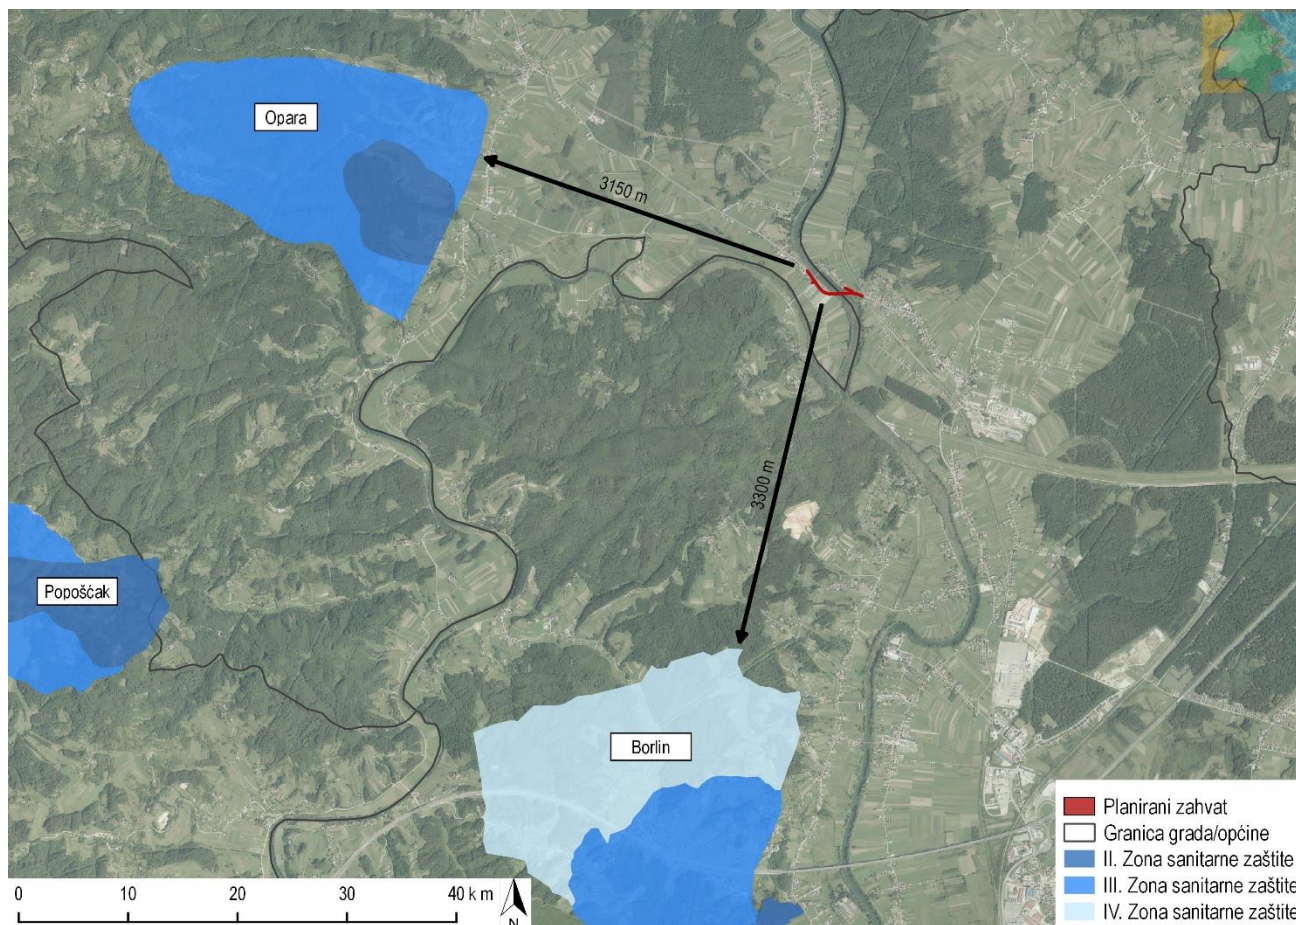 Opara
3150 m
3300 m
Popošćak
Borlin
Planirani zahvat
Granica grada/općine
II. Zona sanitarne zaštite
III. Zona sanitarne zaštite
IV. Zona sanitarne zaštite
0 10 20 30 40 km
N